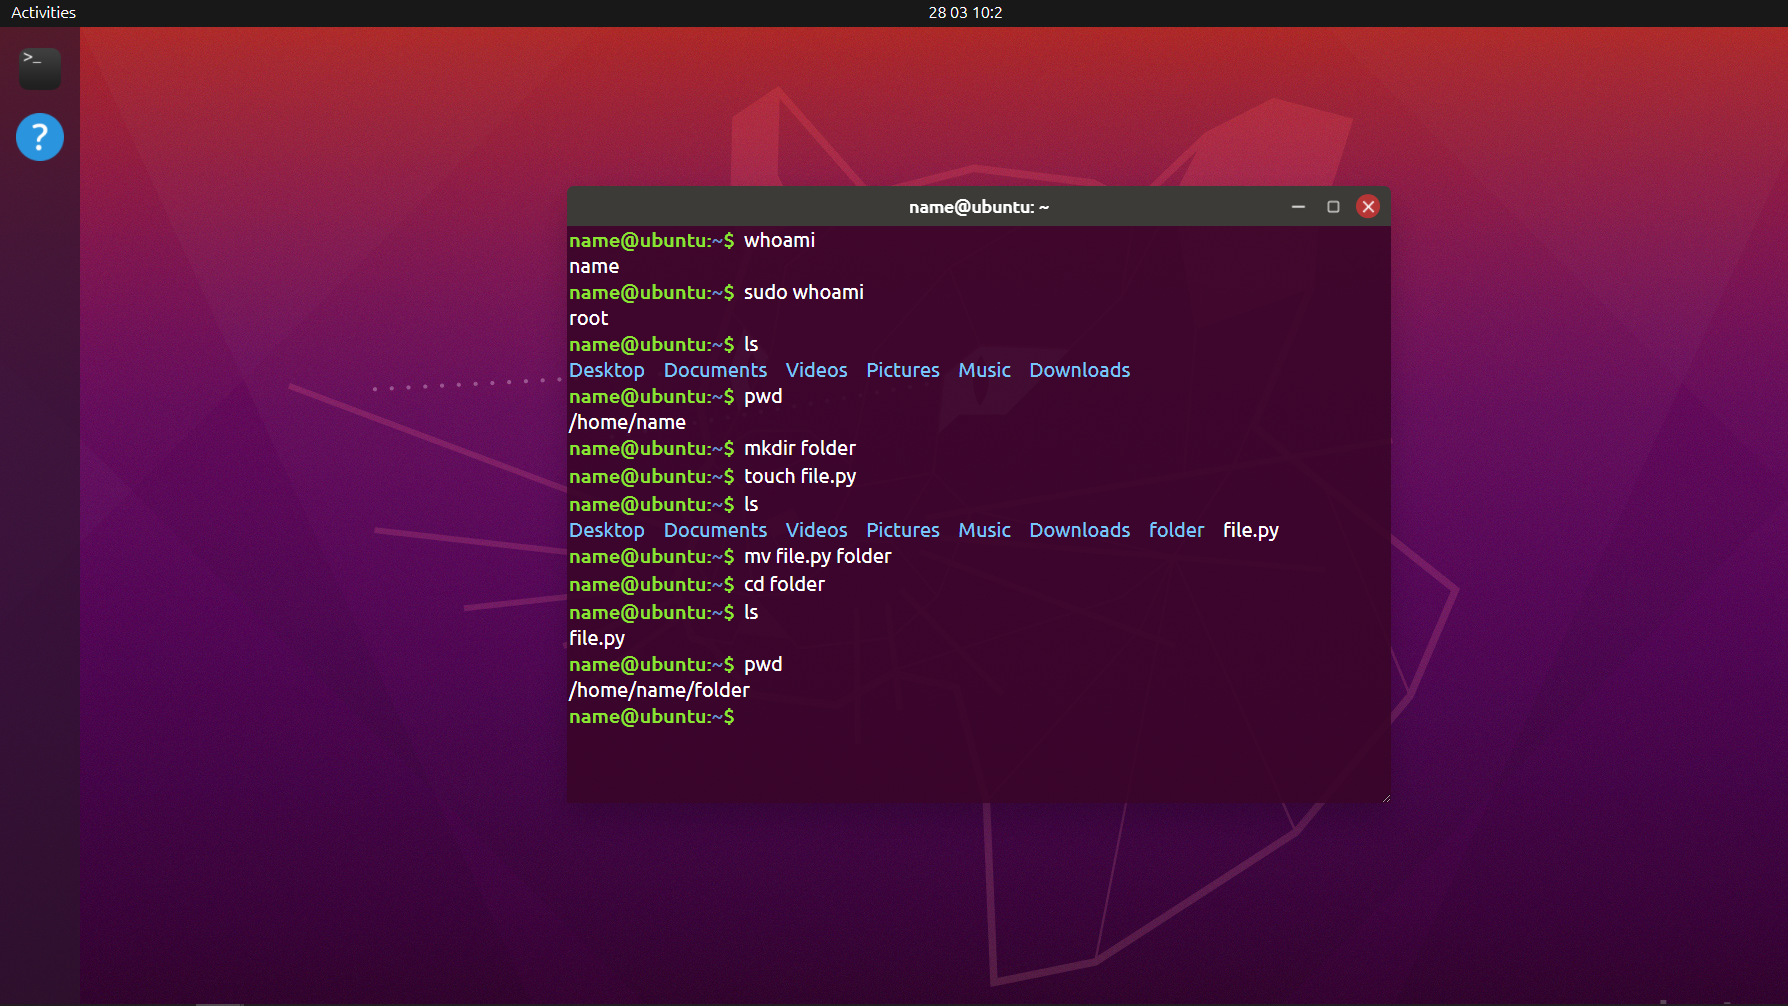 Activities
28 03 10:2
>_
?
name@ubuntu: ~
name@ubuntu:~$ whoami
name
name@ubuntu:~$ sudo whoami
root
name@ubuntu:~$ ls
Desktop Documents Videos Pictures Music Downloads
name@ubuntu:~$ pwd
/home/name
name@ubuntu:~$ mkdir folder
name@ubuntu:~$ touch file.py
name@ubuntu:~$ ls
Desktop Documents Videos Pictures Music Downloads folder file.py
name@ubuntu:~$ mv file.py folder
name@ubuntu:~$ cd folder
name@ubuntu:~$ ls
file.py
name@ubuntu:~$ pwd
/home/name/folder
name@ubuntu:~$